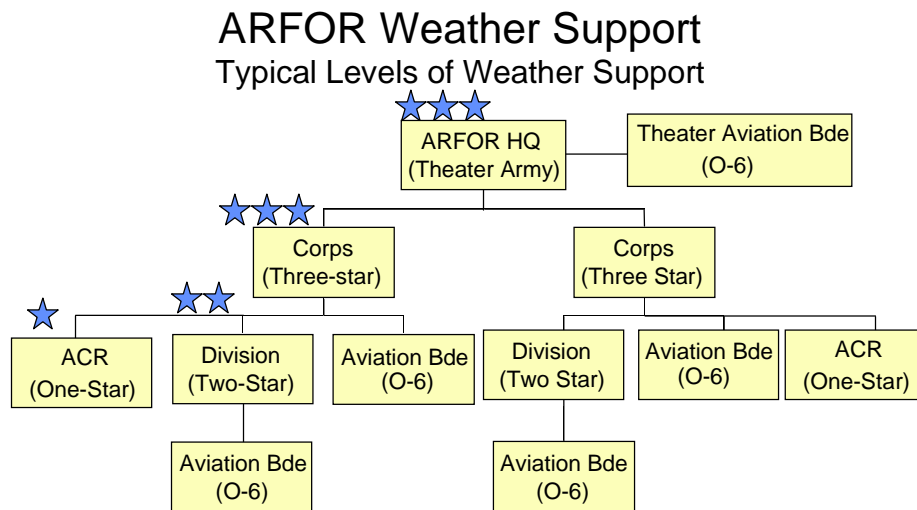 ARFOR Weather Support
Typical Levels of Weather Support
ARFOR HQ
(Theater Army)
Theater Aviation Bde
(O-6)
Corps
(Three-star)
Corps
(Three Star)
ACR
(One-Star)
Division
(Two-Star)
Aviation Bde
(O-6)
Division
(Two Star)
Aviation Bde
(O-6)
ACR
(One-Star)
Aviation Bde
(O-6)
Aviation Bde
(O-6)